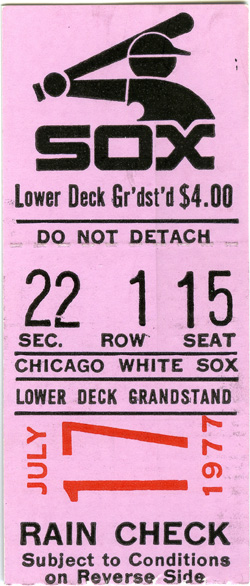 SOX
Lower Deck Gr'dst'd $4.00
DO NOT DETACH
22 1 15
SEC. ROW SEAT
CHICAGO WHITE SOX
LOWER DECK GRANDSTAND
JULY 17 1977
RAIN CHECK
Subject to Conditions
on Reverse Side